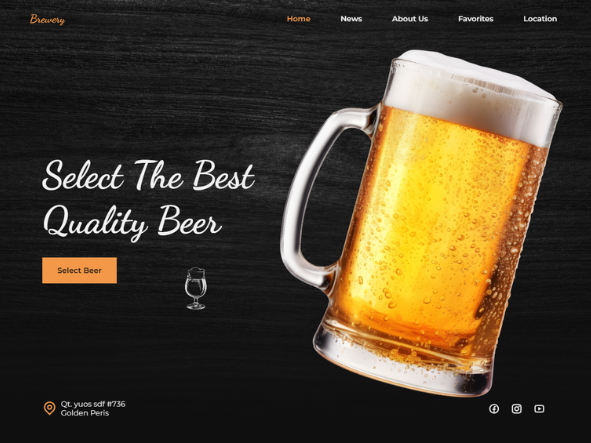 Brewery
Home News About Us Favorites Location
Select The Best
Quality Beer
Select Beer
Qt. yuos sdf #736
Golden Peris